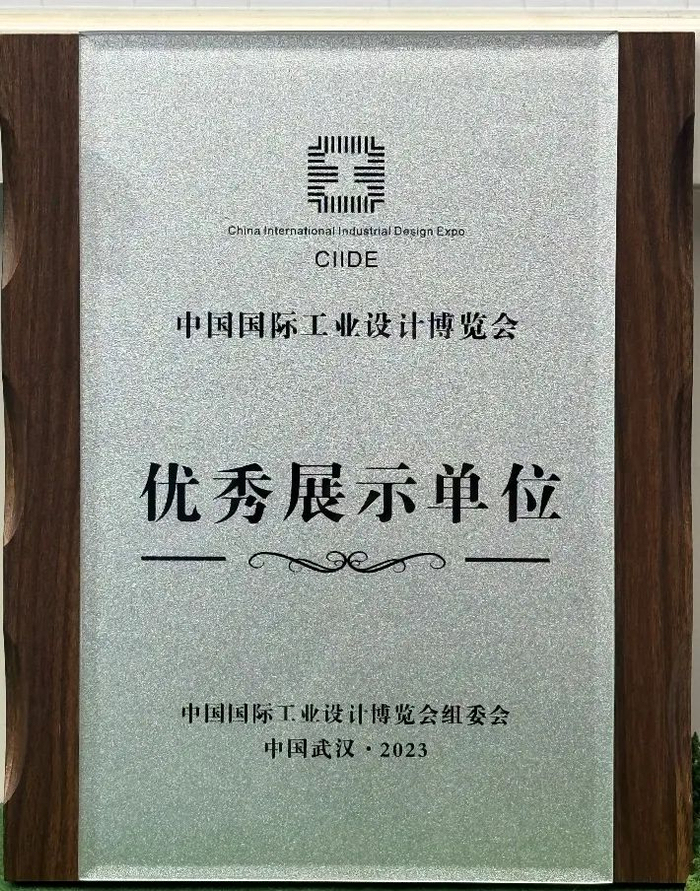 China International Industrial Design Expo
CIIDE
中国国际工业设计博览会
优秀展示单位
中国国际工业设计博览会组委会
中国武汉·2023